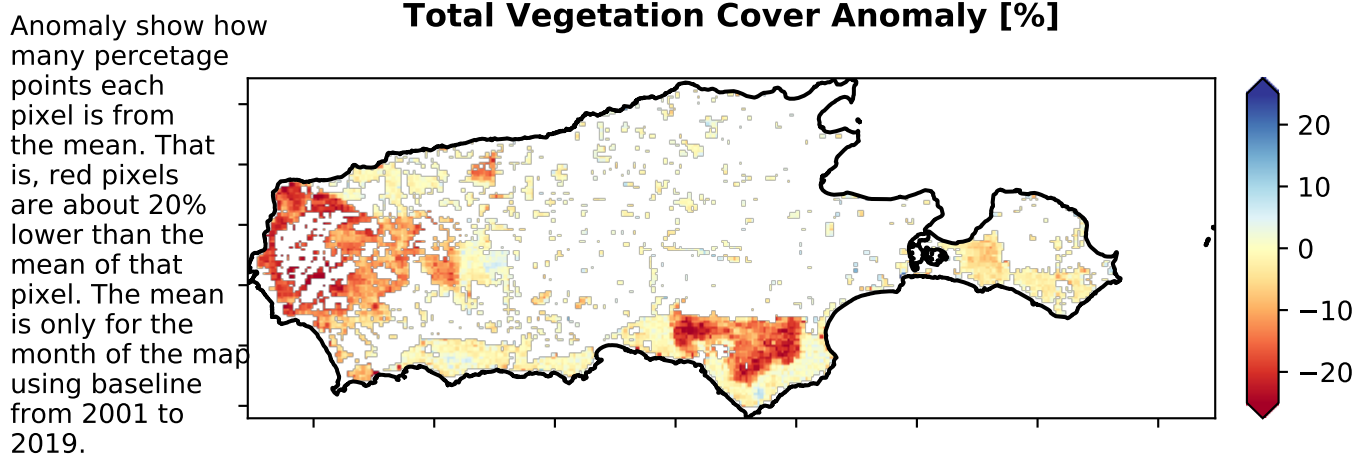 Total Vegetation Cover Anomaly [%]
Anomaly show how
many percetage
points each
pixel is from
the mean. That
is, red pixels
are about 20%
lower than the
mean of that
pixel. The mean
is only for the
month of the map
using baseline
from 2001 to
2019.
20
10
0
−10
−20